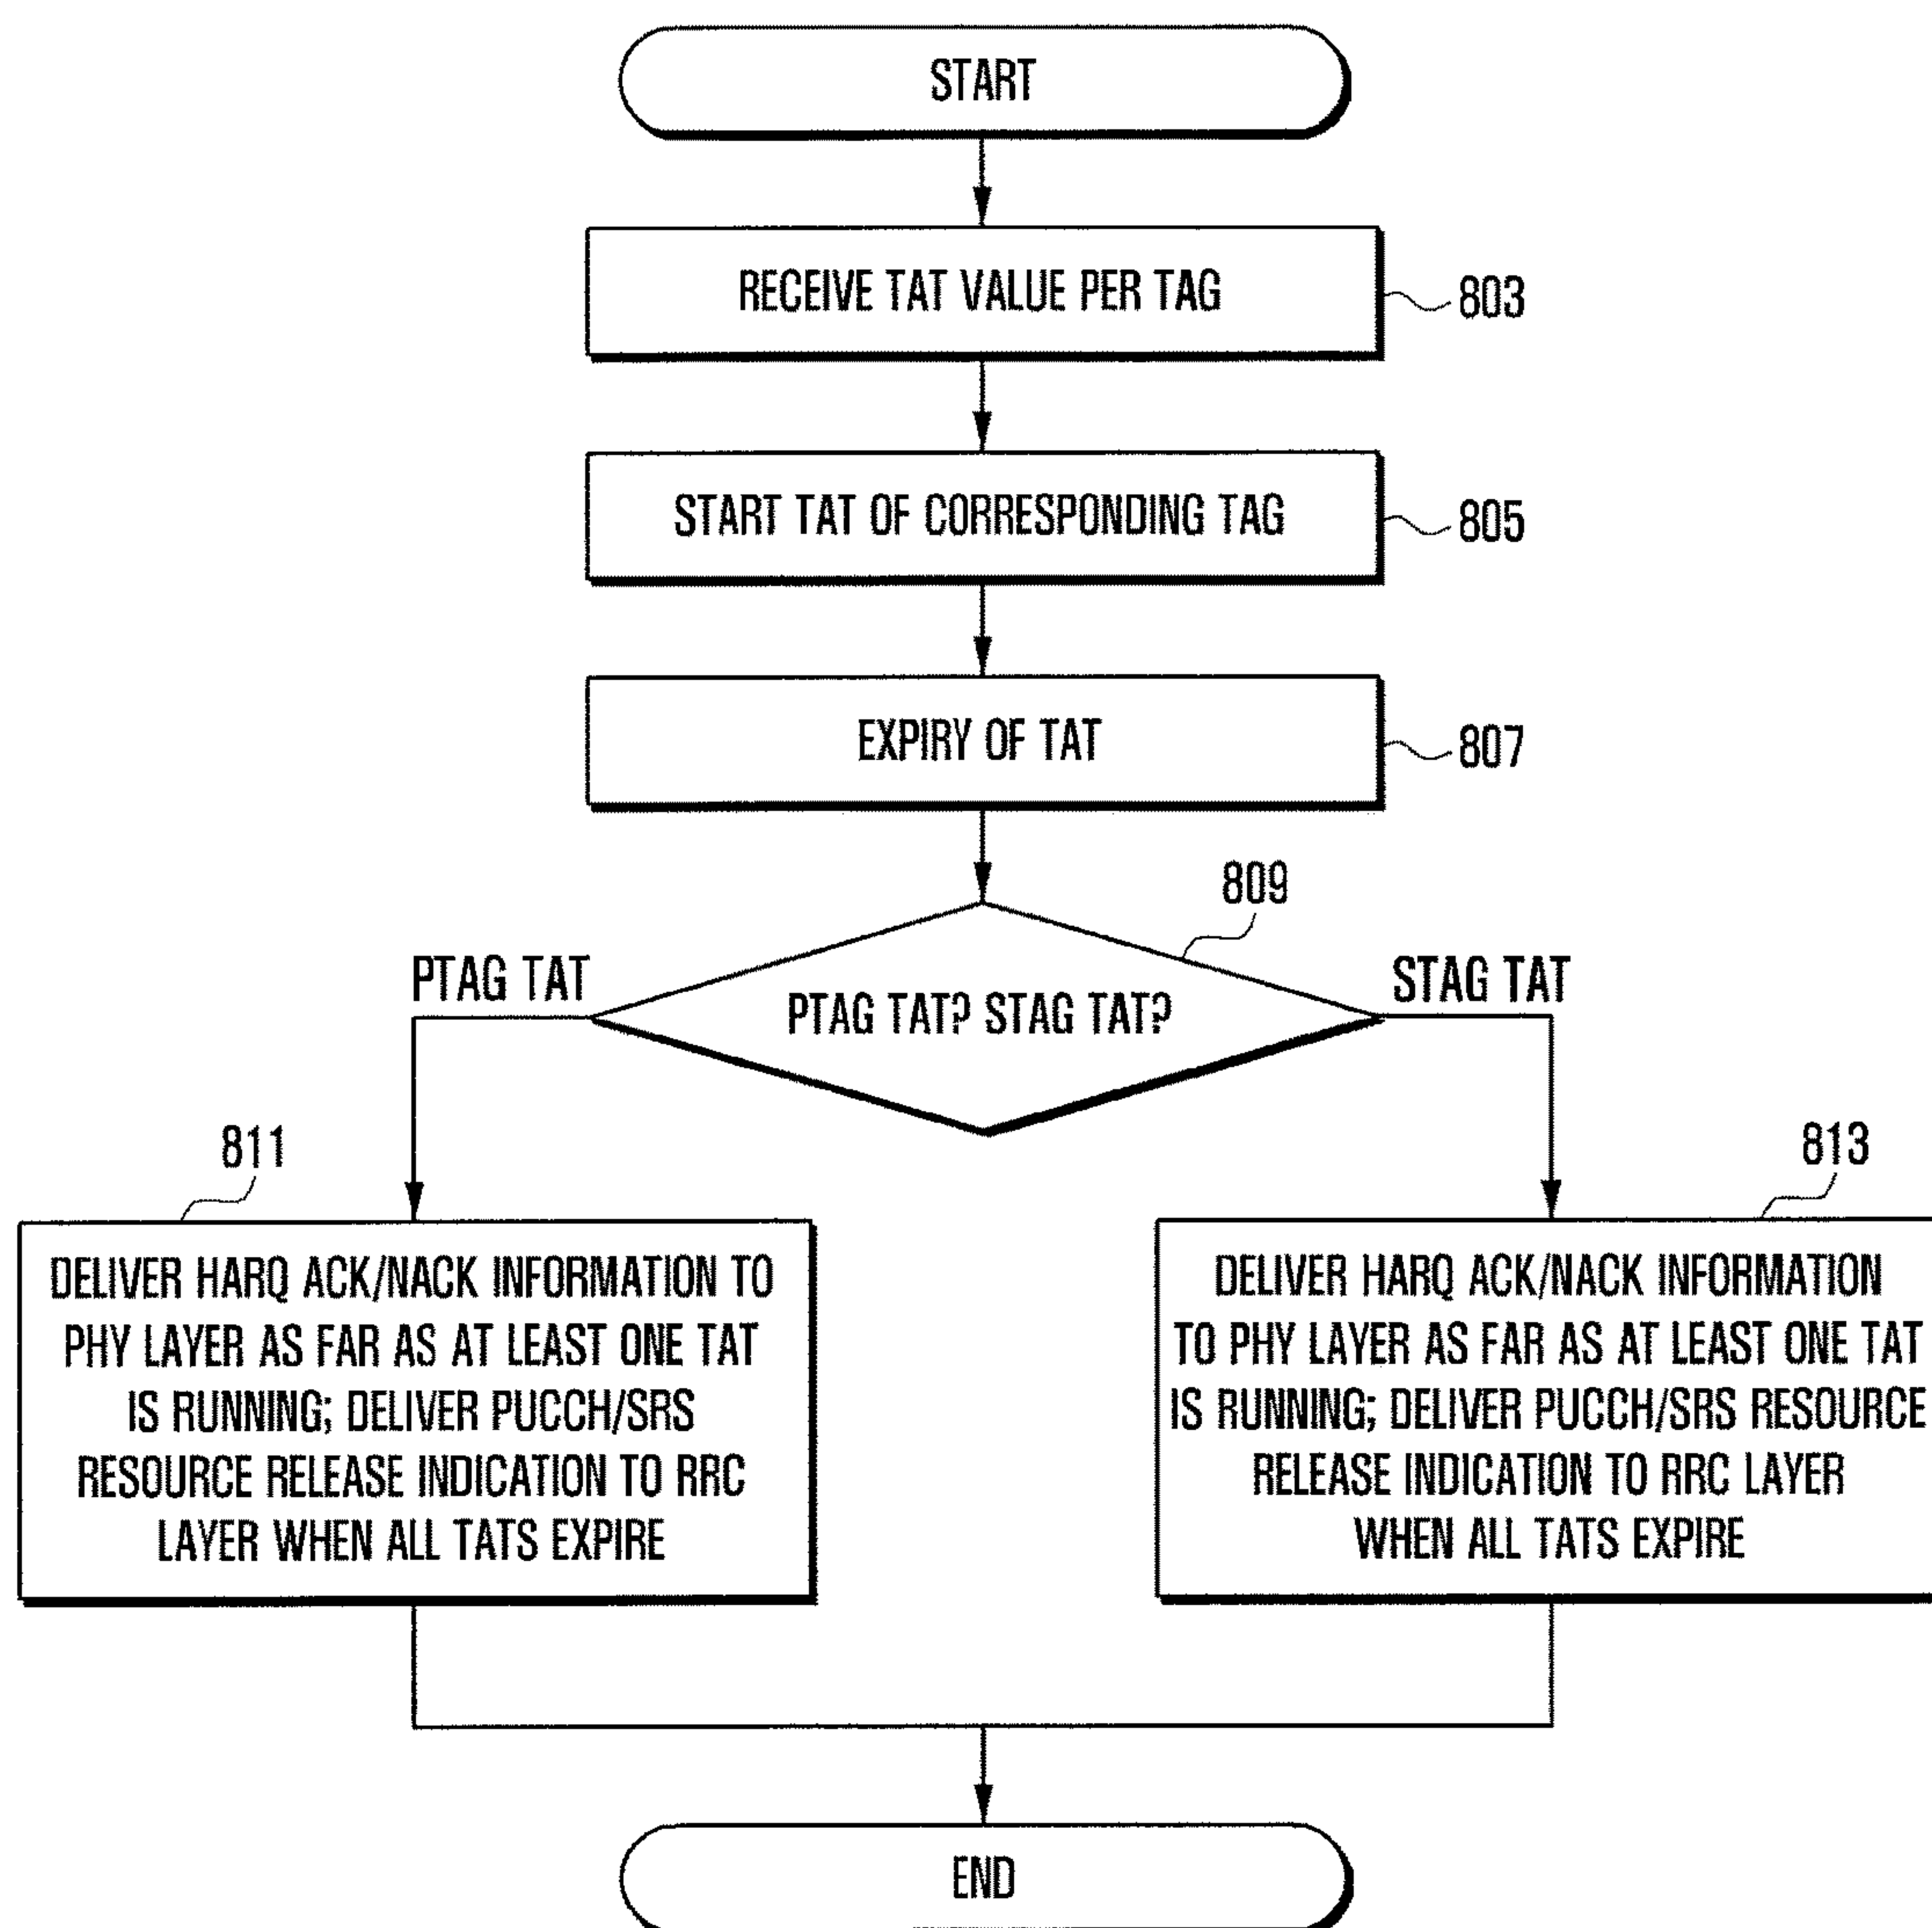 START
RECEIVE TAT VALUE PER TAG
803
START TAT OF CORRESPONDING TAG
805
EXPIRY OF TAT
807
809
PTAG TAT
PTAG TAT? STAG TAT?
STAG TAT
811
DELIVER HARQ ACK/NACK INFORMATION TO
PHY LAYER AS FAR AS AT LEAST ONE TAT
IS RUNNING; DELIVER PUCCH/SRS
RESOURCE RELEASE INDICATION TO RRC
LAYER WHEN ALL TATS EXPIRE
813
DELIVER HARQ ACK/NACK INFORMATION
TO PHY LAYER AS FAR AS AT LEAST ONE TAT
IS RUNNING; DELIVER PUCCH/SRS RESOURCE
RELEASE INDICATION TO RRC LAYER
WHEN ALL TATS EXPIRE
END